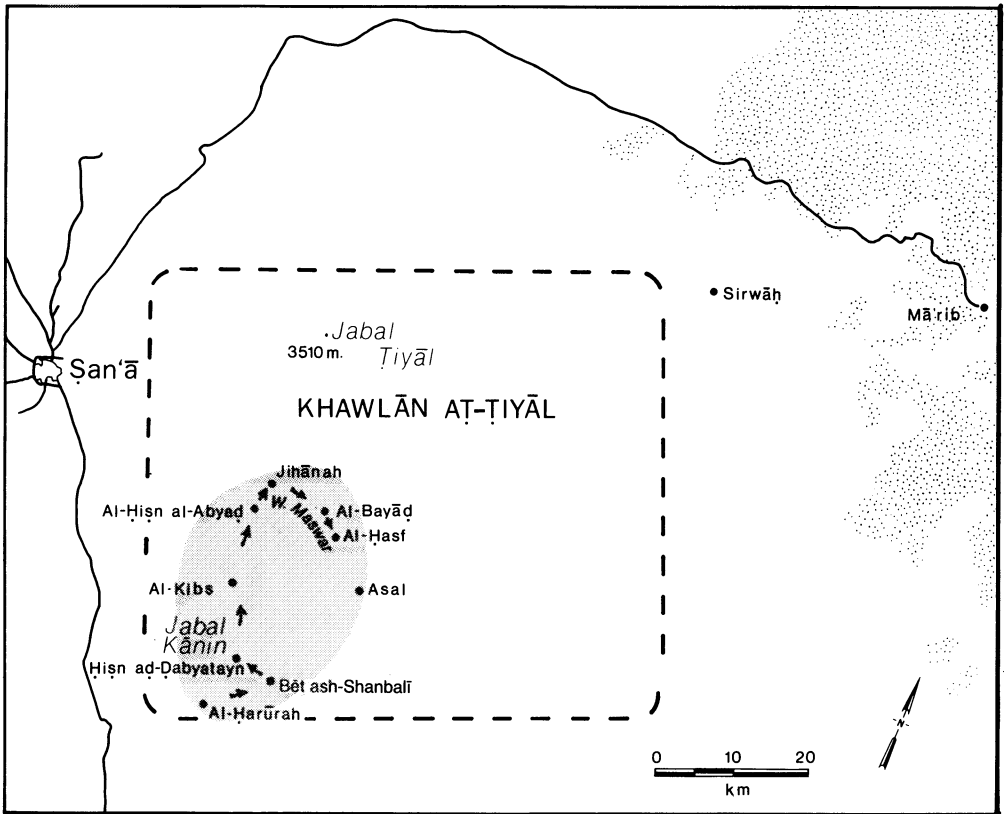 Sirwāḥ
Mā'rib
Jabal
3510 m.
Ṭiyāl
Ṣan‘ā
KHAWLĀN AṬ-ṬIYĀL
Jihānah
Al-Ḥiṣn al-Abyaḍ
W. Maswar
Al-Bayāḍ
Al-Ḥasf
Al-Kibs
Asal
Jabal
Kānin
Ḥiṣn aḍ-Ḍabyatayn
Bēt ash-Shanbalī
Al-Ḥarūrah
N
0 10 20
km